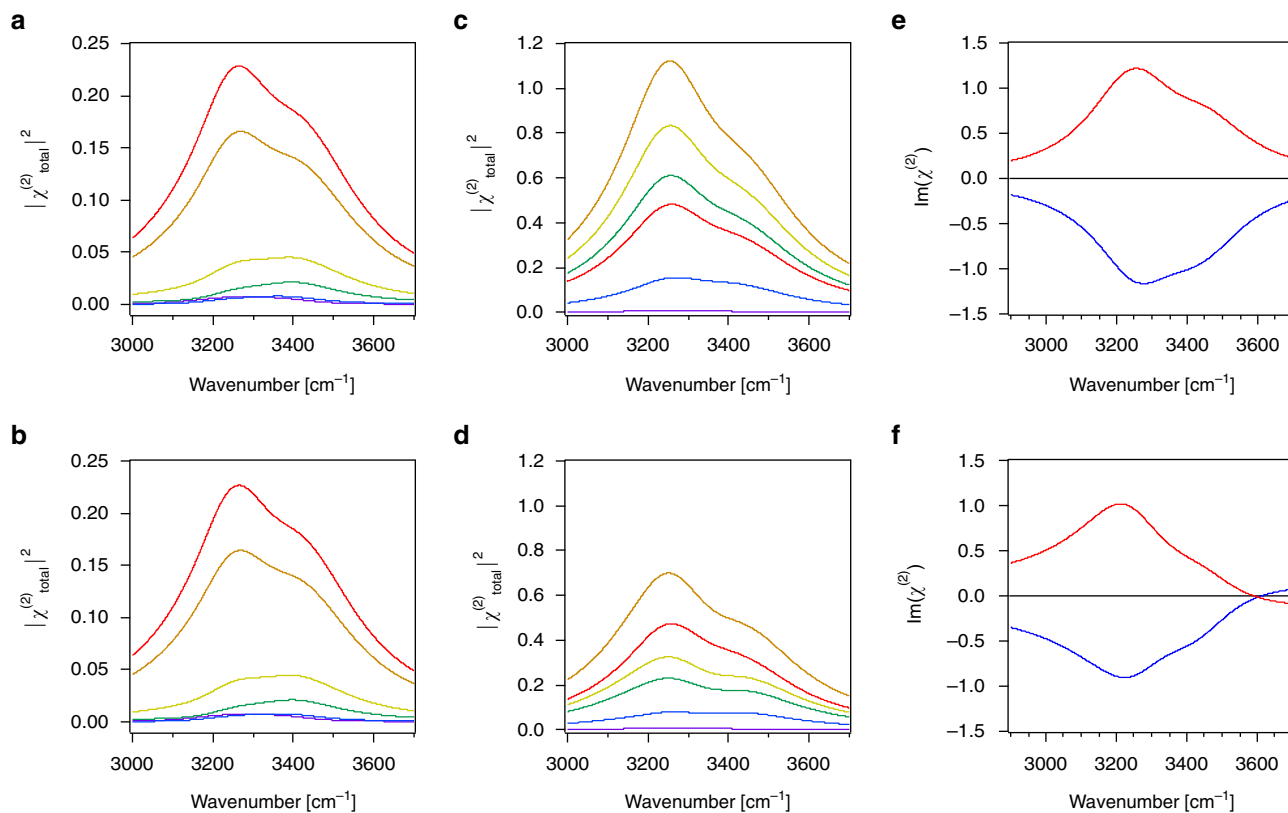 a
0.25
0.20
0.15
0.10
0.05
0.00
| χ(2)total |2
3000 3200 3400 3600
Wavenumber [cm–1]
c
1.2
1.0
0.8
0.6
0.4
0.2
0.0
| χ(2)total |2
3000 3200 3400 3600
Wavenumber [cm–1]
e
1.5
1.0
0.5
0.0
–0.5
–1.0
–1.5
Im(χ(2))
3000 3200 3400 3600
Wavenumber [cm–1]
b
0.25
0.20
0.15
0.10
0.05
0.00
| χ(2)total |2
3000 3200 3400 3600
Wavenumber [cm–1]
d
1.2
1.0
0.8
0.6
0.4
0.2
0.0
| χ(2)total |2
3000 3200 3400 3600
Wavenumber [cm–1]
f
1.5
1.0
0.5
0.0
–0.5
–1.0
–1.5
Im(χ(2))
3000 3200 3400 3600
Wavenumber [cm–1]